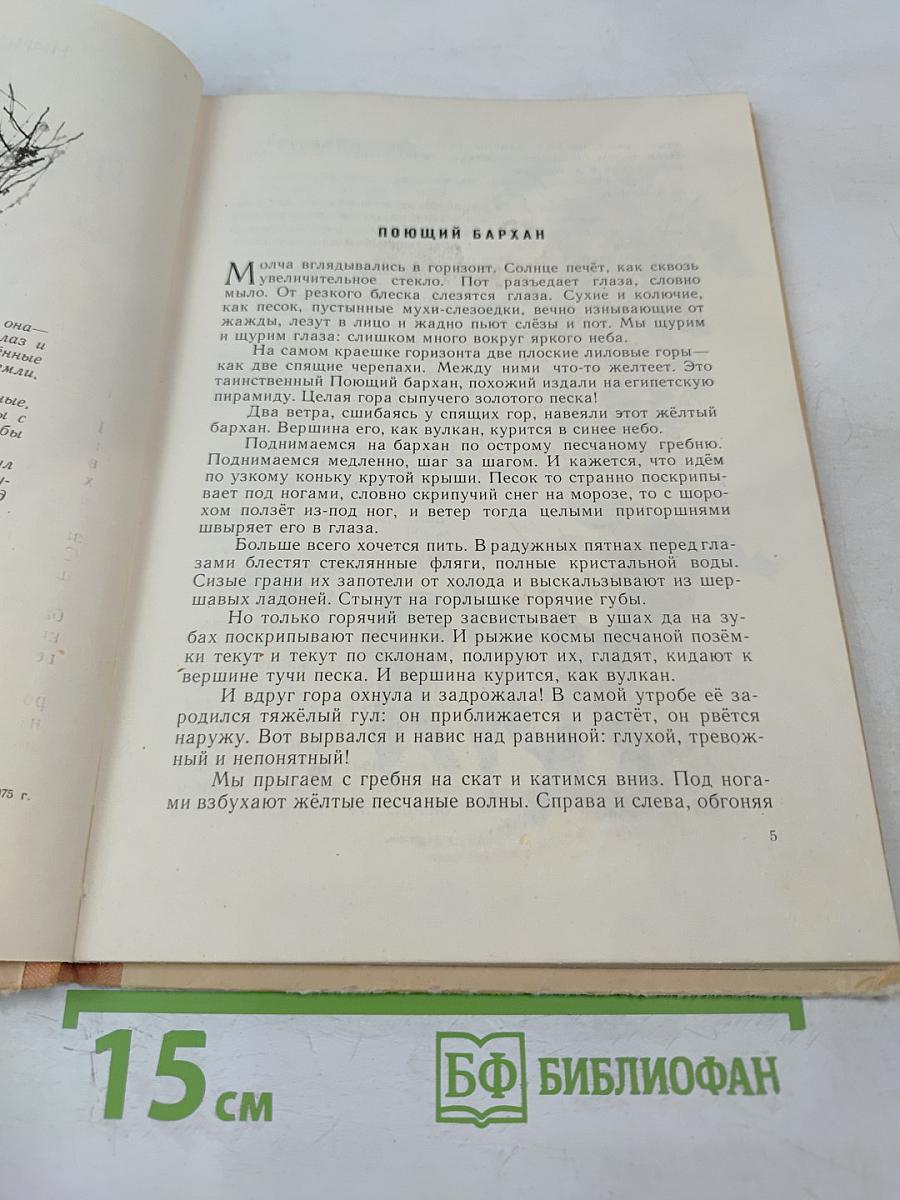 она—
лаз и
ённые
емли.
ные,
ы с
бы
ул
у-
д
975 г.
ПОЮЩИЙ БАРХАН
Молча вглядывались в горизонт. Солнце печёт, как сквозь
увеличительное стекло. Пот разъедает глаза, словно
мыло. От резкого блеска слезятся глаза. Сухие и колючие,
как песок, пустынные мухи-слезоедки, вечно изнывающие от
жажды, лезут в лицо и жадно пьют слёзы и пот. Мы щурим
и щурим глаза: слишком много вокруг яркого неба.
На самом краешке горизонта две плоские лиловые горы—
как две спящие черепахи. Между ними что-то желтеет. Это
таинственный Поющий бархан, похожий издали на египетскую
пирамиду. Целая гора сыпучего золотого песка!
Два ветра, сшибаясь у спящих гор, навеяли этот жёлтый
бархан. Вершина его, как вулкан, курится в синее небо.
Поднимаемся на бархан по острому песчаному гребню.
Поднимаемся медленно, шаг за шагом. И кажется, что идём
по узкому коньку крутой крыши. Песок то странно поскрипы-
вает под ногами, словно скрипучий снег на морозе, то с шоро-
хом ползёт из-под ног, и ветер тогда целыми пригоршнями
швыряет его в глаза.
Больше всего хочется пить. В радужных пятнах перед гла-
зами блестят стеклянные фляги, полные кристальной воды.
Сизые грани их запотели от холода и выскальзывают из шер-
шавых ладоней. Стынут на горлышке горячие губы.
Но только горячий ветер засвистывает в ушах да на зу-
бах поскрипывают песчинки. И рыжие космы песчаной позём-
ки текут и текут по склонам, полируют их, гладят, кидают к
вершине тучи песка. И вершина курится, как вулкан.
И вдруг гора охнула и задрожала! В самой утробе её за-
родился тяжёлый гул: он приближается и растёт, он рвётся
наружу. Вот вырвался и навис над равниной: глухой, тревож-
ный и непонятный!
Мы прыгаем с гребня на скат и катимся вниз. Под нога-
ми взбухают жёлтые песчаные волны. Справа и слева, обгоняя
5
15 см
БФ БИБЛИОФАН